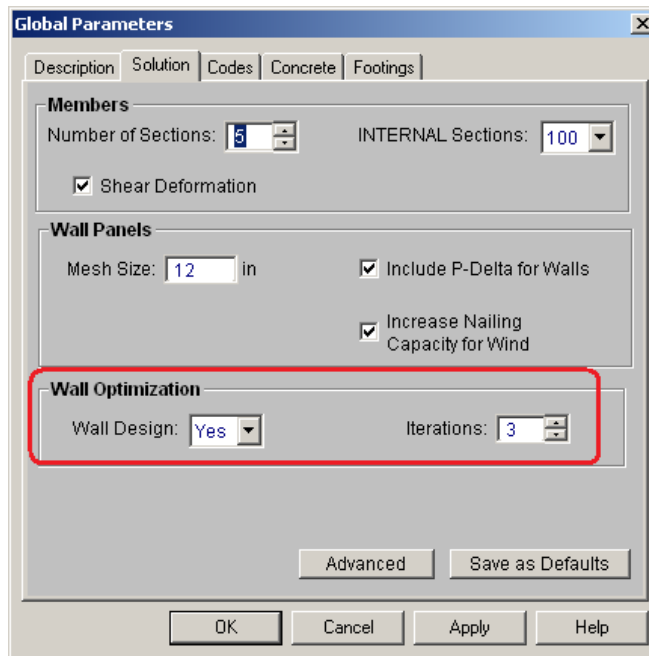 Global Parameters
Description Solution Codes Concrete Footings
Members
Number of Sections: 5 INTERNAL Sections: 100
Shear Deformation
Wall Panels
Mesh Size: 12 in Include P-Delta for Walls
Increase Nailing
Capacity for Wind
Wall Optimization
Wall Design: Yes Iterations: 3
Advanced Save as Defaults
OK Cancel Apply Help